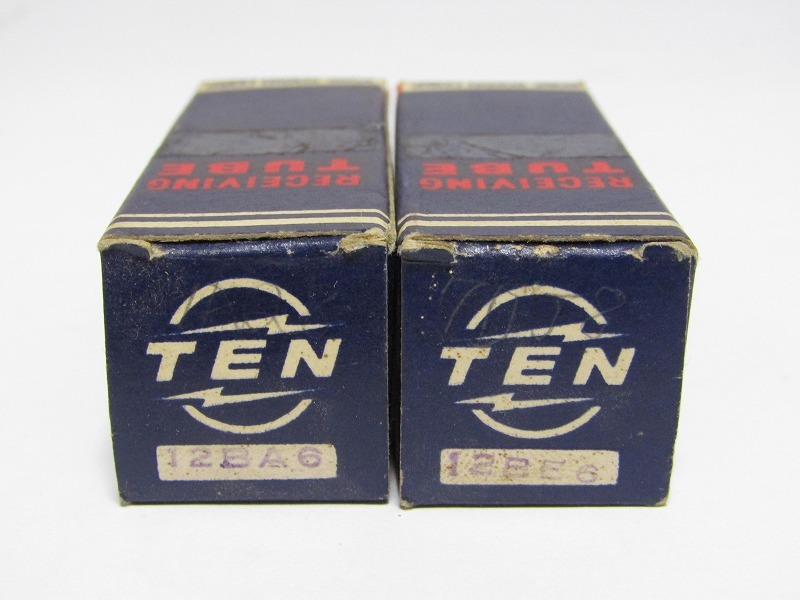 RECEIVING
TUBE
TEN
12BA6
RECEIVING
TUBE
TEN
12BE6